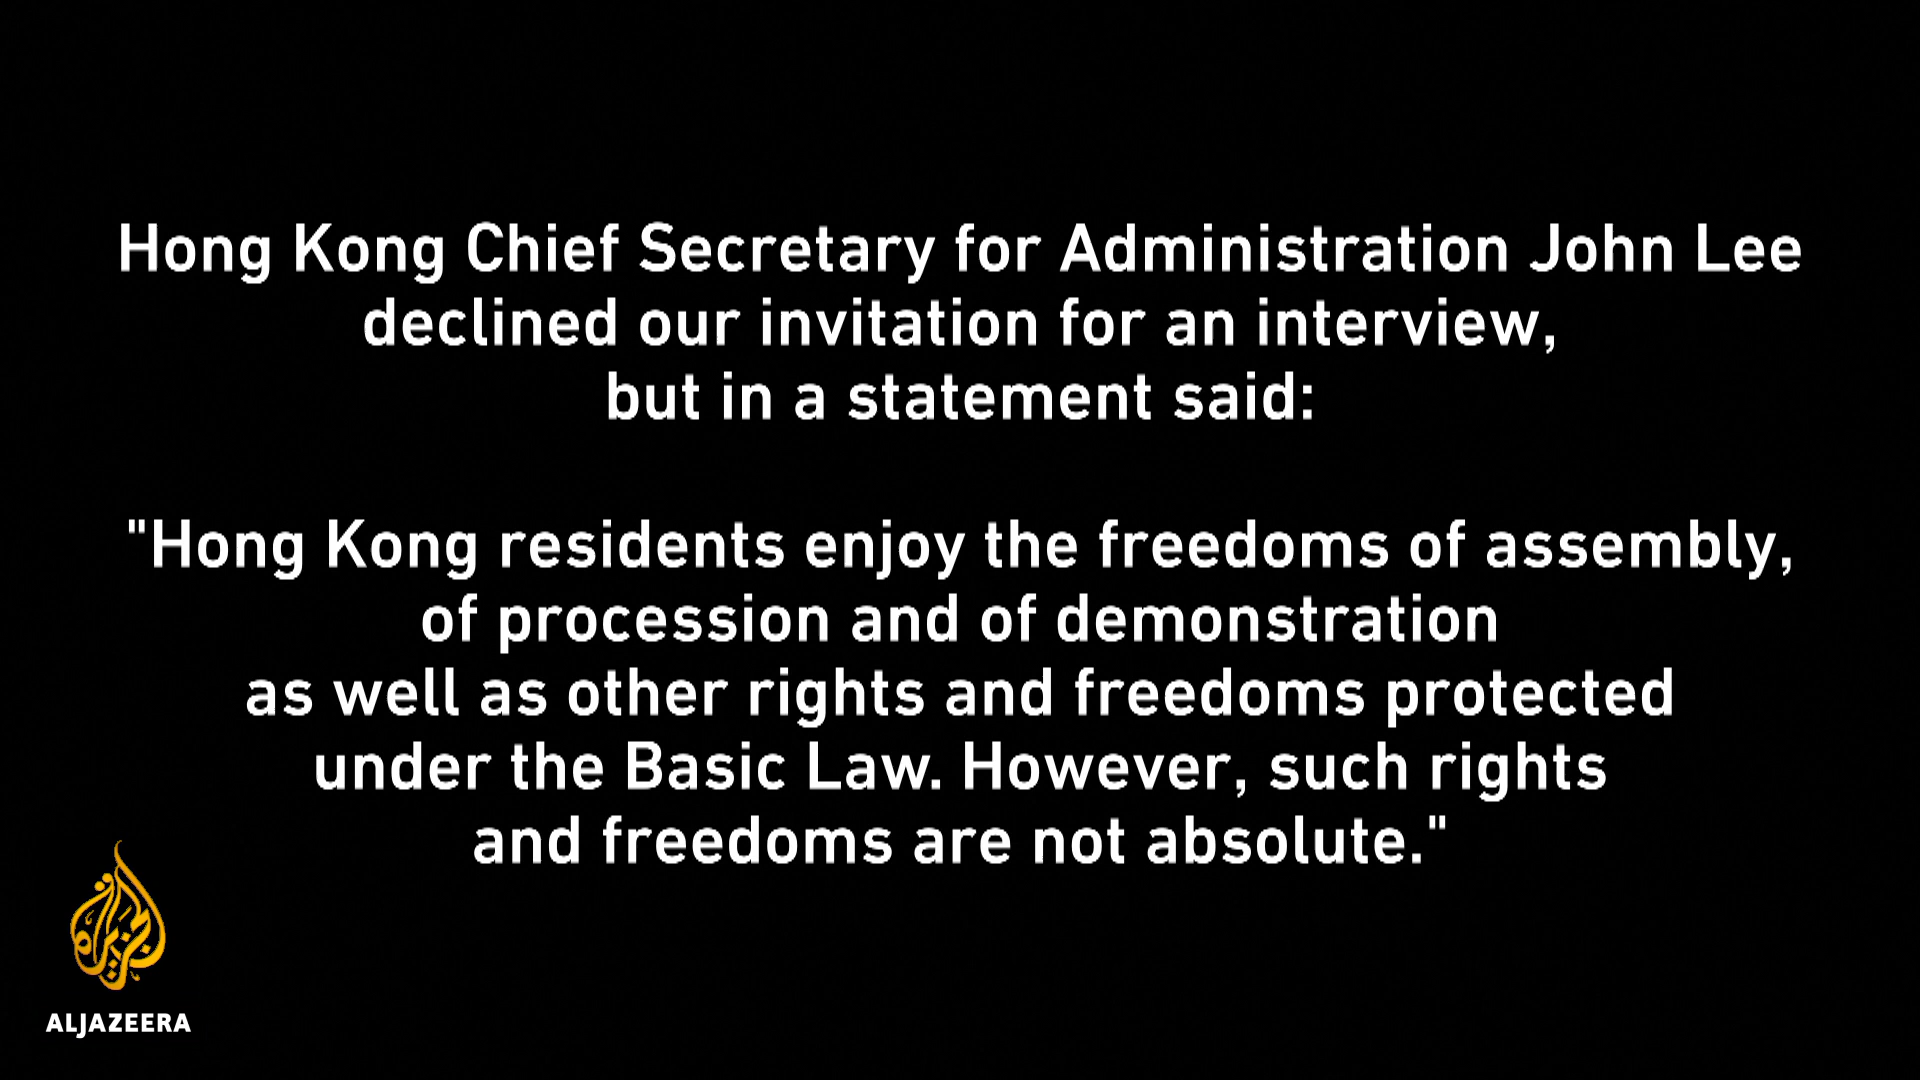 Hong Kong Chief Secretary for Administration John Lee
declined our invitation for an interview,
but in a statement said:
"Hong Kong residents enjoy the freedoms of assembly,
of procession and of demonstration
as well as other rights and freedoms protected
under the Basic Law. However, such rights
and freedoms are not absolute."
الجزيرة
ALJAZEERA